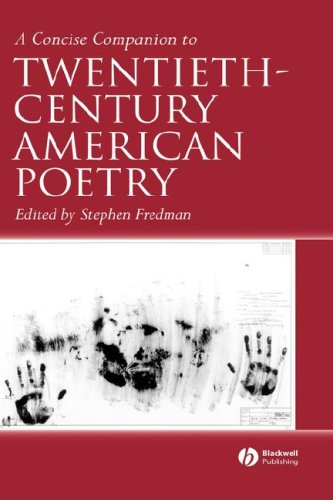 A Concise Companion to
TWENTIETH-
CENTURY
AMERICAN
POETRY
Edited by Stephen Fredman
Blackwell
Publishing